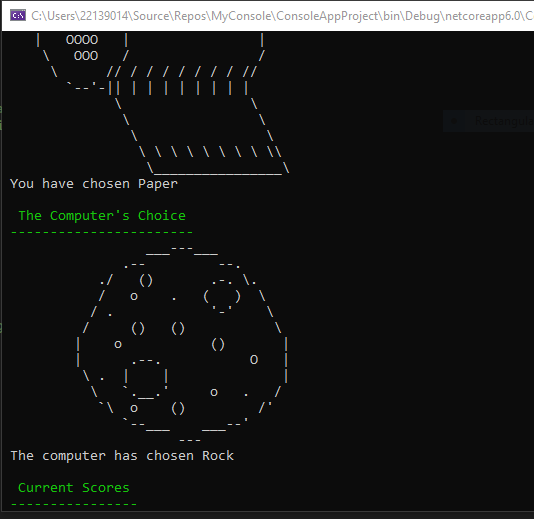 C:\Users\22139014\Source\Repos\MyConsole\ConsoleAppProject\bin\Debug\netcoreapp6.0\C
You have chosen Paper
The Computer's Choice
The computer has chosen Rock
Current Scores